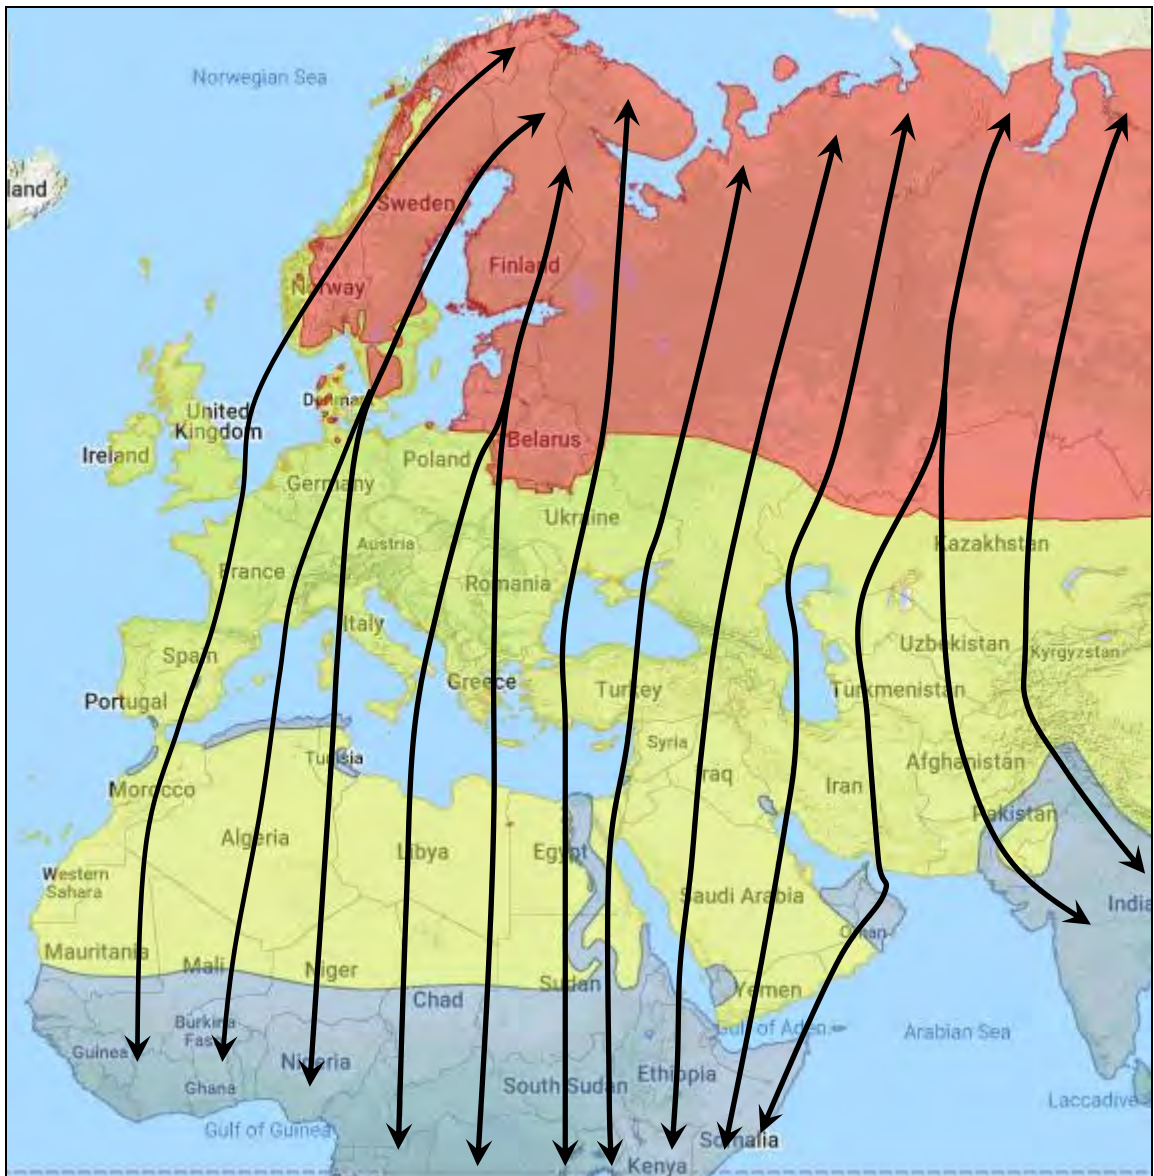 Norwegian Sea
land
Sweden
Finland
Norway
Denmar
United
Kingdom
Ireland
Belarus
Poland
Germany
Ukraine
Austria
Kazakhstan
France
Romania
Italy
Uzbekistan
Kyrgyzstan
Spain
Greece
Turkey
Turkmenistan
Portugal
Syria
Tunisia
Iraq
Afghanistan
Iran
Morocco
Pakistan
Algeria
Libya
Egypt
Western
Sahara
Saudi Arabia
India
Oman
Mauritania
Mali
Niger
Sudan
Yemen
Chad
Burkina
Faso
Gulf of Aden
Arabian Sea
Guinea
Nigeria
Ethiopia
Ghana
South Sudan
Laccadive
Gulf of Guinea
Somalia
Kenya